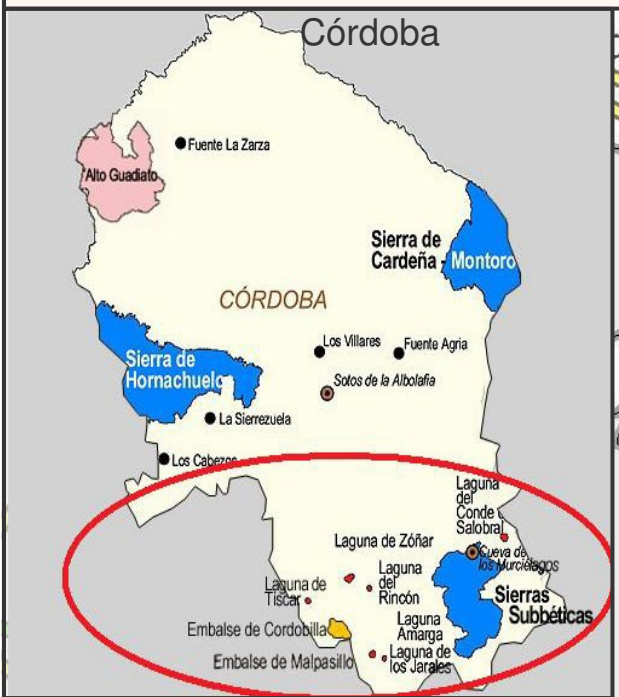 Córdoba
Fuente La Zarza
Alto Guadiato
Sierra de
Cardeña - Montoro
CÓRDOBA
Los Villares
Fuente Agria
Sierra de
Hornachuelo
Sotos de la Albolafia
La Sierrezuela
Los Cabezos
Laguna
del
Conde
Salobral
Laguna de Zóñar
Cueva de
los Murciélagos
Laguna
del
Rincón
Laguna de
Tiscar
Sierras
Subbéticas
Embalse de Cordobilla
Laguna
Amarga
Embalse de Malpasillo
Laguna de
los Jarales